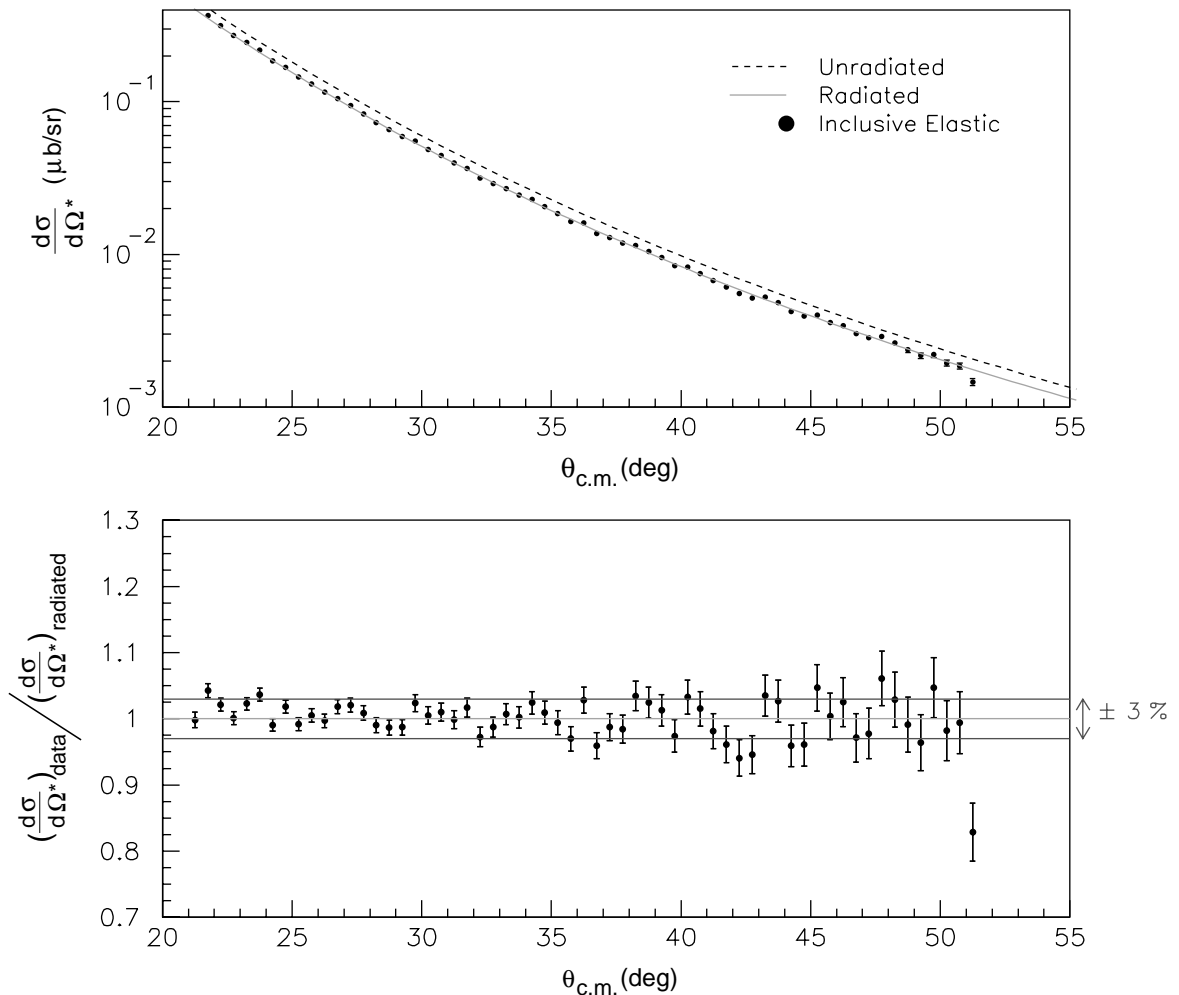 dσ
dΩ* (μb/sr)
10^-1
10^-2
10^-3
Unradiated
Radiated
Inclusive Elastic
20 25 30 35 40 45 50 55
θc.m. (deg)
(dσ/dΩ*)data / (dσ/dΩ*)radiated
1.3
1.2
1.1
1
0.9
0.8
0.7
± 3 %
20 25 30 35 40 45 50 55
θc.m. (deg)